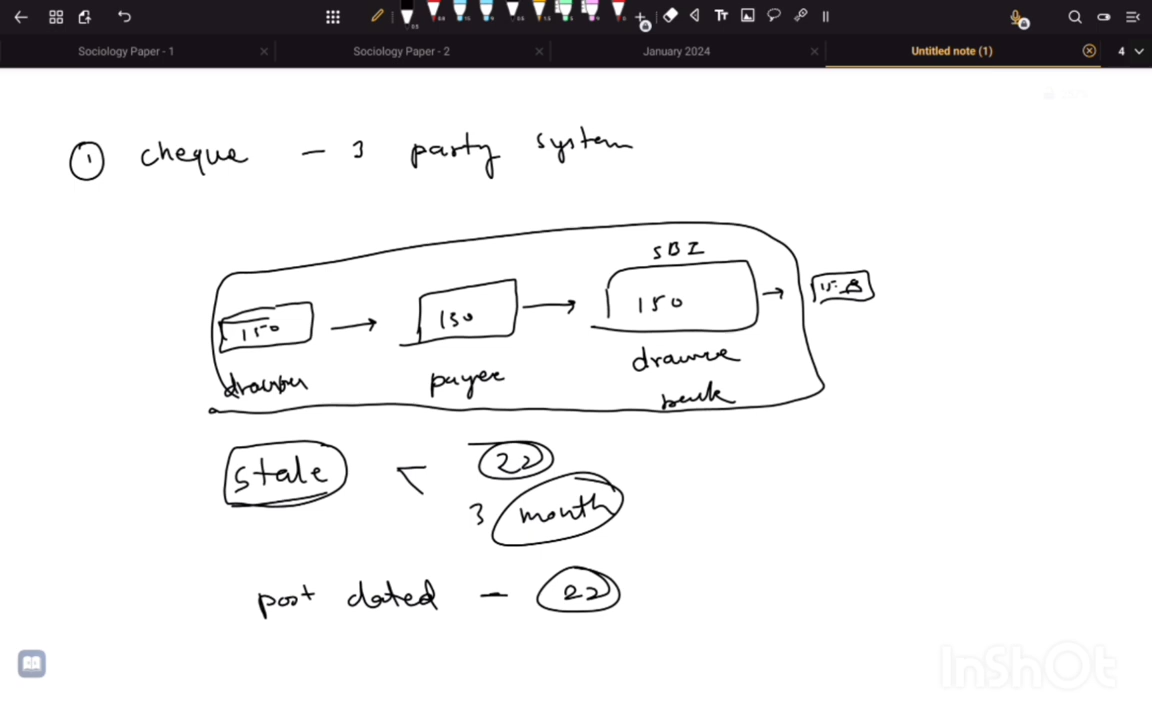 Sociology Paper - 1
Sociology Paper - 2
January 2024
Untitled note (1)
4
① cheque - 3 party system
SBI
150
150
150
payee
drawee
bank
stale < 22
3 month
post dated - 22
InShOt